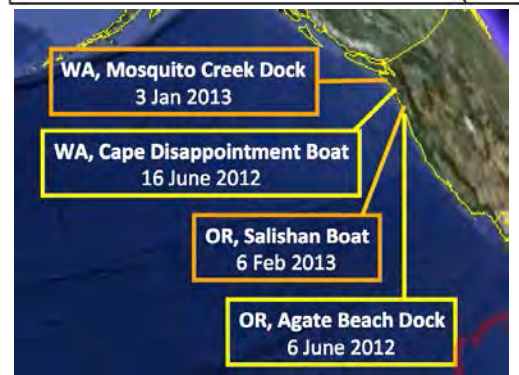 WA, Mosquito Creek Dock
3 Jan 2013
WA, Cape Disappointment Boat
16 June 2012
OR, Salishan Boat
6 Feb 2013
OR, Agate Beach Dock
6 June 2012